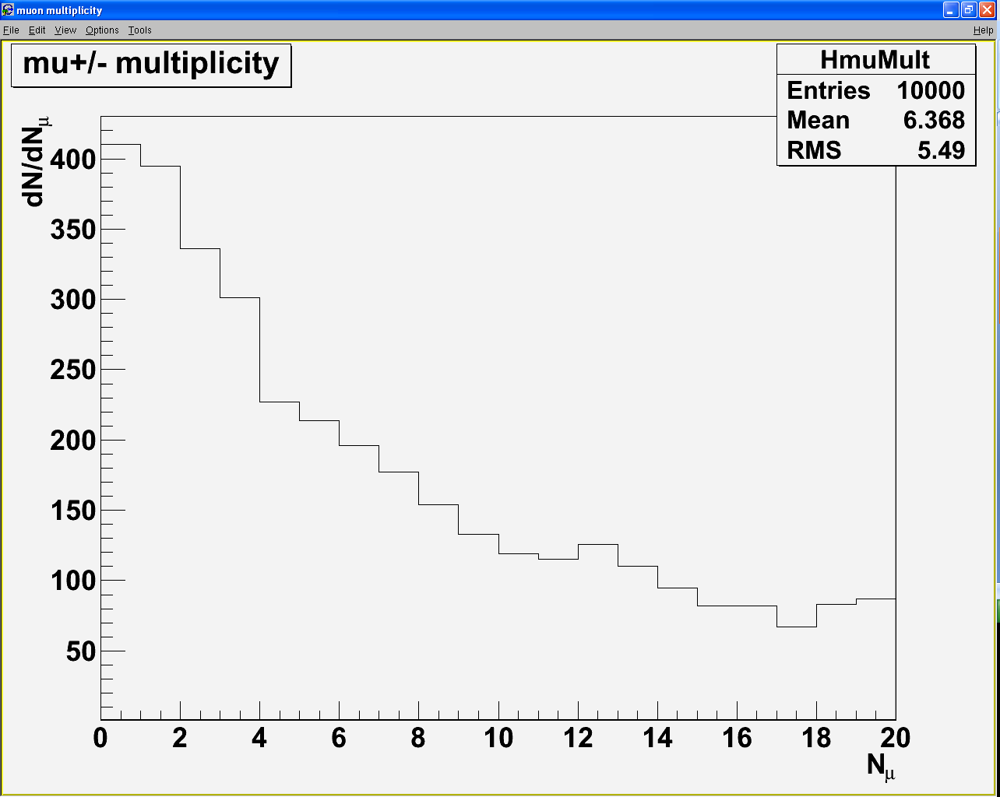 muon multiplicity
File Edit View Options Tools Help
mu+/- multiplicity
HmuMult
Entries 10000
Mean 6.368
RMS 5.49
dN/dNμ
400
350
300
250
200
150
100
50
0 2 4 6 8 10 12 14 16 18 20
Nμ